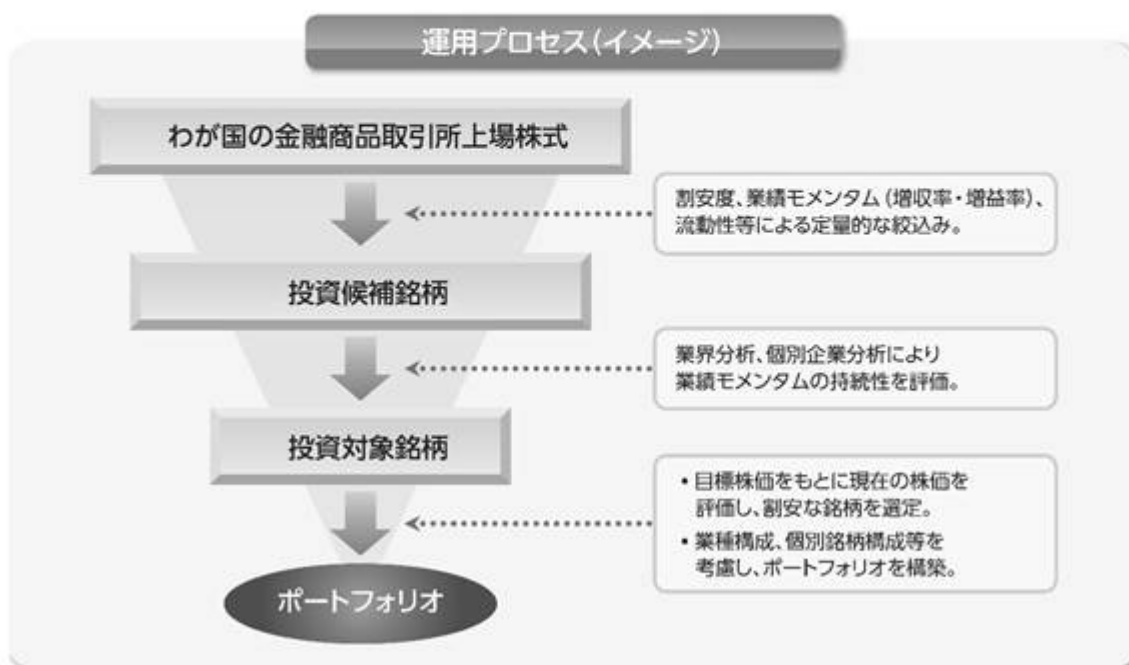 運用プロセス(イメージ)
わが国の金融商品取引所上場株式
割安度、業績モメンタム(増収率・増益率)、
流動性等による定量的な絞込み。
投資候補銘柄
業界分析、個別企業分析により
業績モメンタムの持続性を評価。
投資対象銘柄
・目標株価をもとに現在の株価を
評価し、割安な銘柄を選定。
・業種構成、個別銘柄構成等を
考慮し、ポートフォリオを構築。
ポートフォリオ